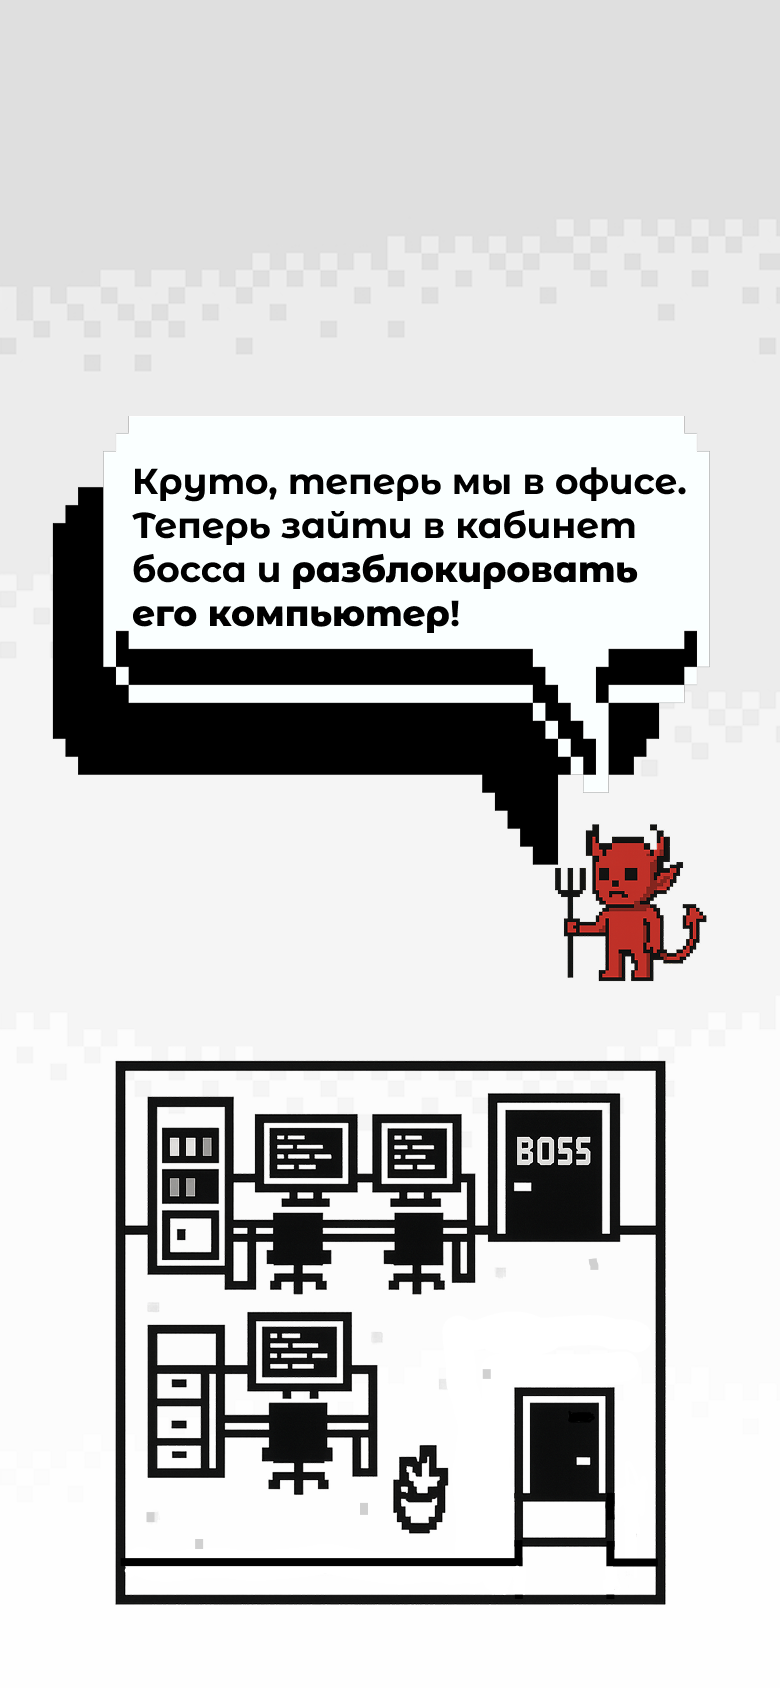 Круто, теперь мы в офисе.
Теперь зайти в кабинет
босса и разблокировать
его компьютер!
BOSS